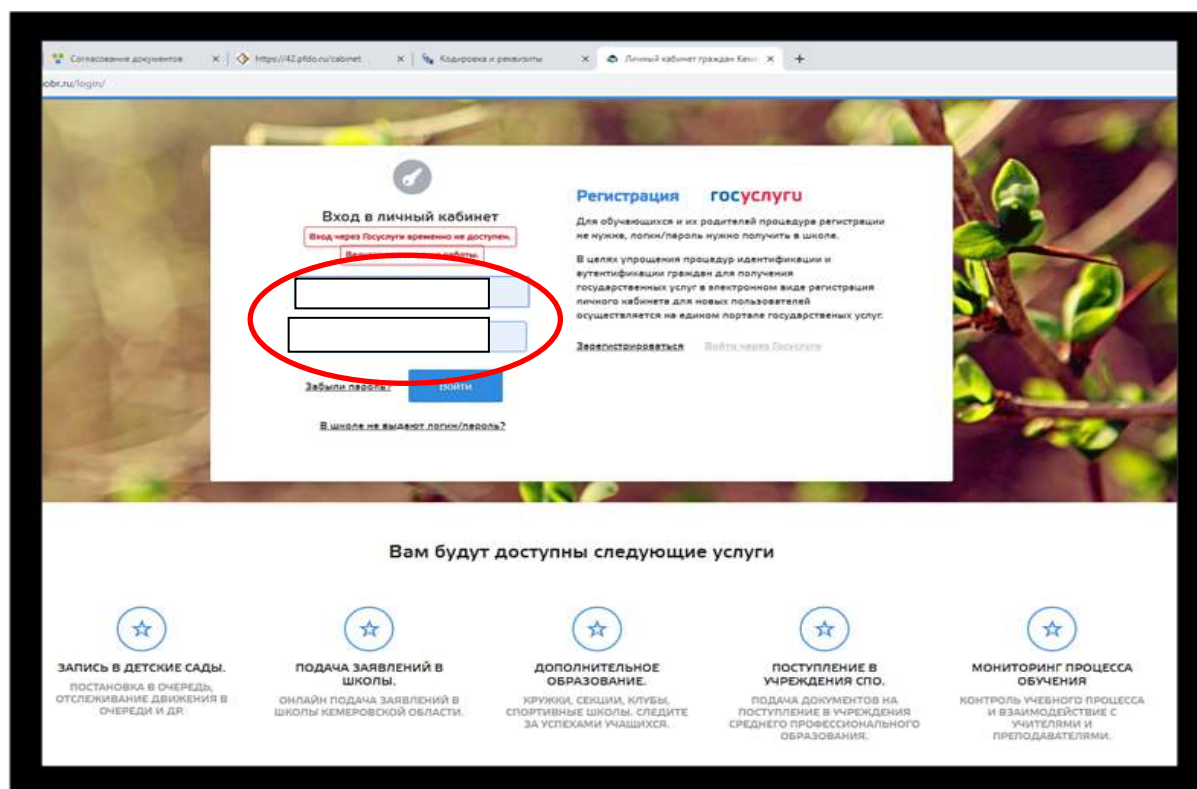 Согласование документов
https://42.pfdo.ru/cabinet
Кодировка и реквизиты
Личный кабинет граждан Кем
obr.ru/login/
Вход в личный кабинет
Вход через Госуслуги временно не доступен.
работы.
Забыли пароль?
Войти
В школе не выдают логин/пароль?
Регистрация госуслуги
Для обучающихся и их родителей процедура регистрации
не нужна, логин/пароль нужно получить в школе.
В целях упрощения процедур идентификации и
аутентификации граждан для получения
государственных услуг в электронном виде регистрация
личного кабинета для новых пользователей
осуществляется на едином портале государственых услуг.
Зарегистрироваться Войти через Госуслуги
Вам будут доступны следующие услуги
ЗАПИСЬ В ДЕТСКИЕ САДЫ.
ПОСТАНОВКА В ОЧЕРЕДЬ,
ОТСЛЕЖИВАНИЕ ДВИЖЕНИЯ В
ОЧЕРЕДИ И ДР.
ПОДАЧА ЗАЯВЛЕНИЙ В
ШКОЛЫ.
ОНЛАЙН ПОДАЧА ЗАЯВЛЕНИЙ В
ШКОЛЫ КЕМЕРОВСКОЙ ОБЛАСТИ.
ДОПОЛНИТЕЛЬНОЕ
ОБРАЗОВАНИЕ.
КРУЖКИ, СЕКЦИИ, КЛУБЫ,
СПОРТИВНЫЕ ШКОЛЫ. СЛЕДИТЕ
ЗА УСПЕХАМИ УЧАЩИХСЯ.
ПОСТУПЛЕНИЕ В
УЧРЕЖДЕНИЯ СПО.
ПОДАЧА ДОКУМЕНТОВ НА
ПОСТУПЛЕНИЕ В УЧРЕЖДЕНИЯ
СРЕДНЕГО ПРОФЕССИОНАЛЬНОГО
ОБРАЗОВАНИЯ.
МОНИТОРИНГ ПРОЦЕССА
ОБУЧЕНИЯ
КОНТРОЛЬ УЧЕБНОГО ПРОЦЕССА
И ВЗАИМОДЕЙСТВИЕ С
УЧИТЕЛЯМИ И
ПРЕПОДАВАТЕЛЯМИ.